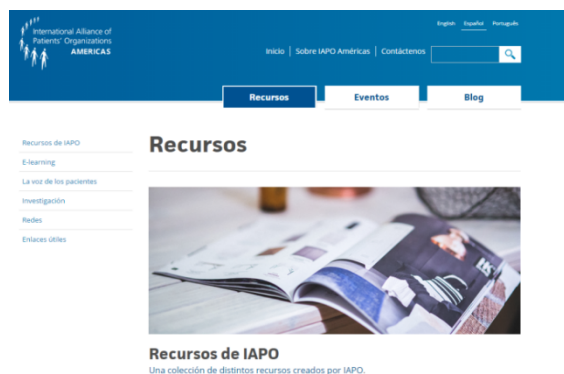 International Alliance of
Patients' Organizations
AMERICAS
English Español Português
Inicio | Sobre IAPO Américas | Contáctenos
Recursos Eventos Blog
Recursos de IAPO
E-learning
La voz de los pacientes
Investigación
Redes
Enlaces útiles
Recursos
Recursos de IAPO
Una colección de distintos recursos creados por IAPO.